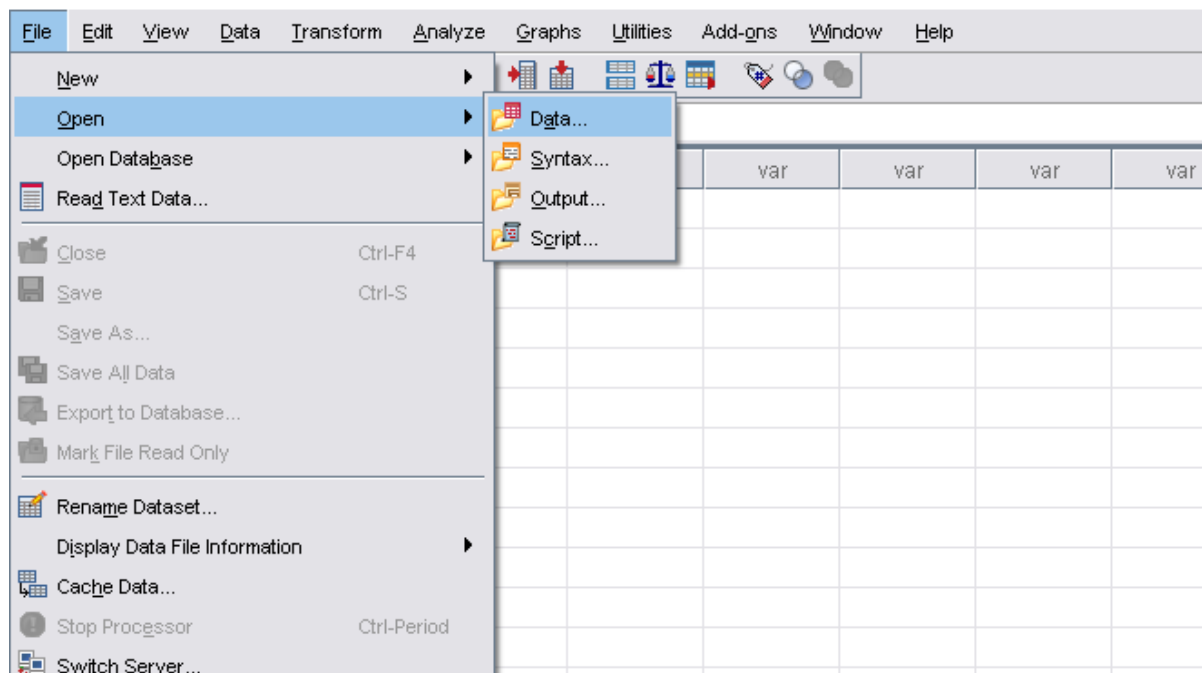 File Edit View Data Transform Analyze Graphs Utilities Add-ons Window Help
New
Open
Open Database
Read Text Data...
Close Ctrl-F4
Save Ctrl-S
Save As...
Save All Data
Export to Database...
Mark File Read Only
Rename Dataset...
Display Data File Information
Cache Data...
Stop Processor Ctrl-Period
Switch Server...
Data...
Syntax...
Output...
Script...
var var var var